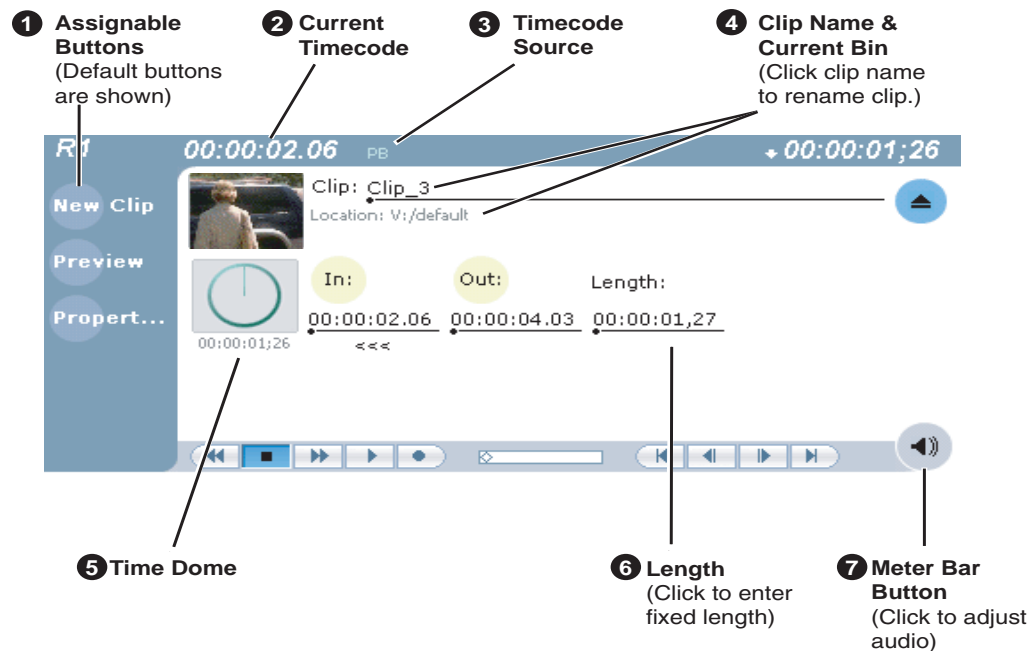 1 Assignable Buttons
(Default buttons are shown)
2 Current Timecode
3 Timecode Source
4 Clip Name & Current Bin
(Click clip name to rename clip.)
R1
00:00:02.06
PB
00:00:01;26
New Clip
Preview
Propert...
Clip: Clip_3
Location: V:/default
In:
Out:
Length:
00:00:02.06
00:00:04.03
00:00:01,27
00:00:01;26
<<<
5 Time Dome
6 Length
(Click to enter fixed length)
7 Meter Bar Button
(Click to adjust audio)